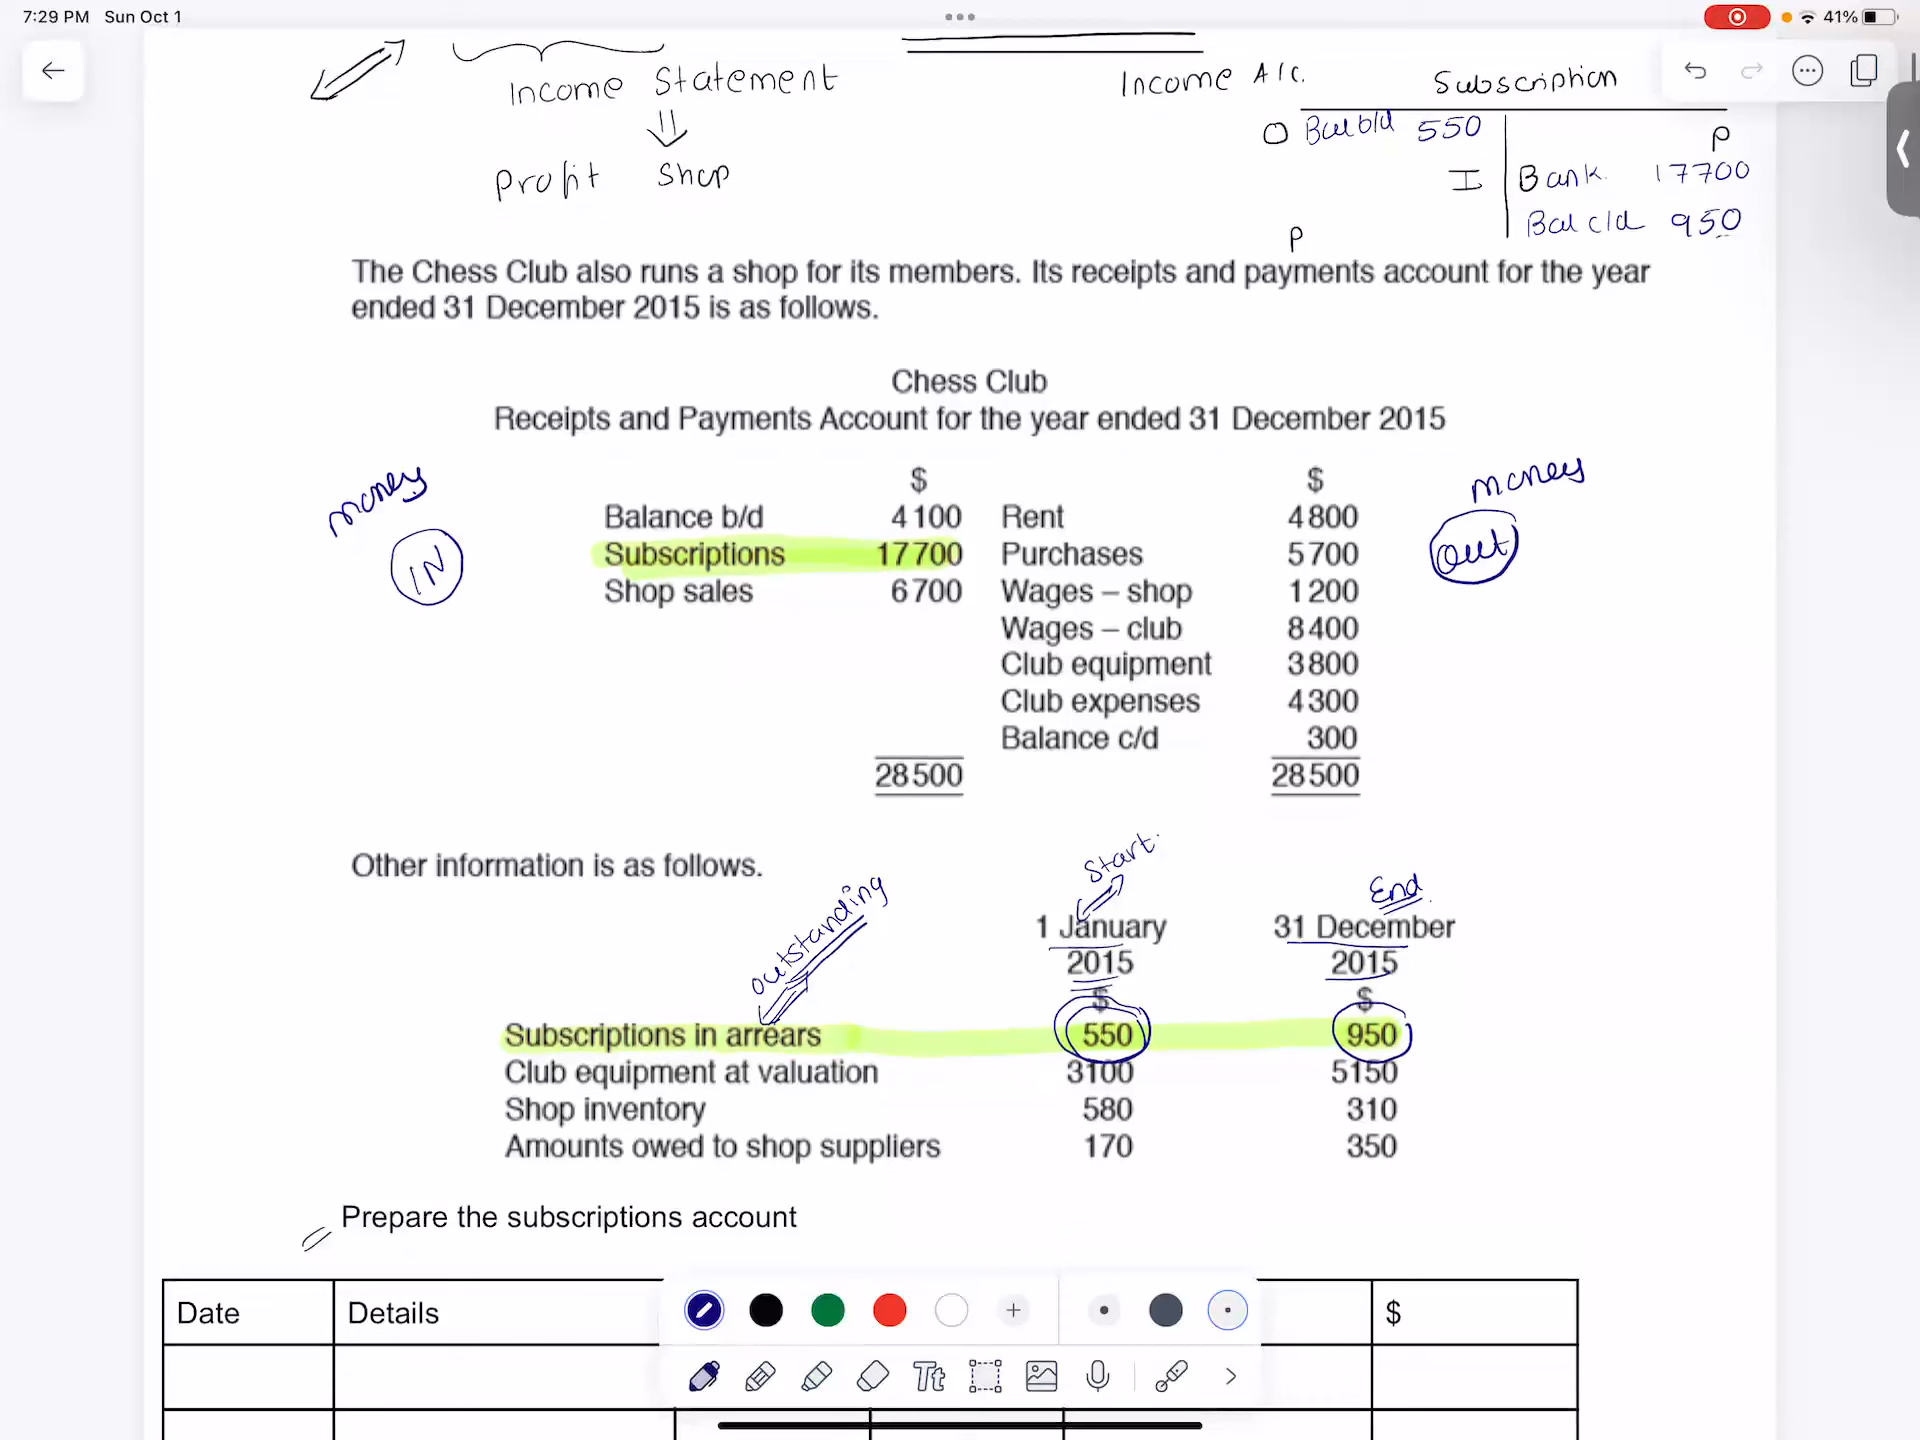 7:29 PM Sun Oct 1
41%
Income Statement
Income A/c.
Subscription
O Bal b/d 550
P
Profit Shop
I Bank. 17700
Bal c/d 950
P
The Chess Club also runs a shop for its members. Its receipts and payments account for the year
ended 31 December 2015 is as follows.
Chess Club
Receipts and Payments Account for the year ended 31 December 2015
money
IN
money
out
$ $
Balance b/d 4100 Rent 4800
Subscriptions 17700 Purchases 5700
Shop sales 6700 Wages – shop 1200
Wages – club 8400
Club equipment 3800
Club expenses 4300
Balance c/d 300
28500 28500
Other information is as follows.
outstanding
Start.
End.
1 January 31 December
2015 2015
$ $
Subscriptions in arrears 550 950
Club equipment at valuation 3100 5150
Shop inventory 580 310
Amounts owed to shop suppliers 170 350
Prepare the subscriptions account
Date Details $
Tt